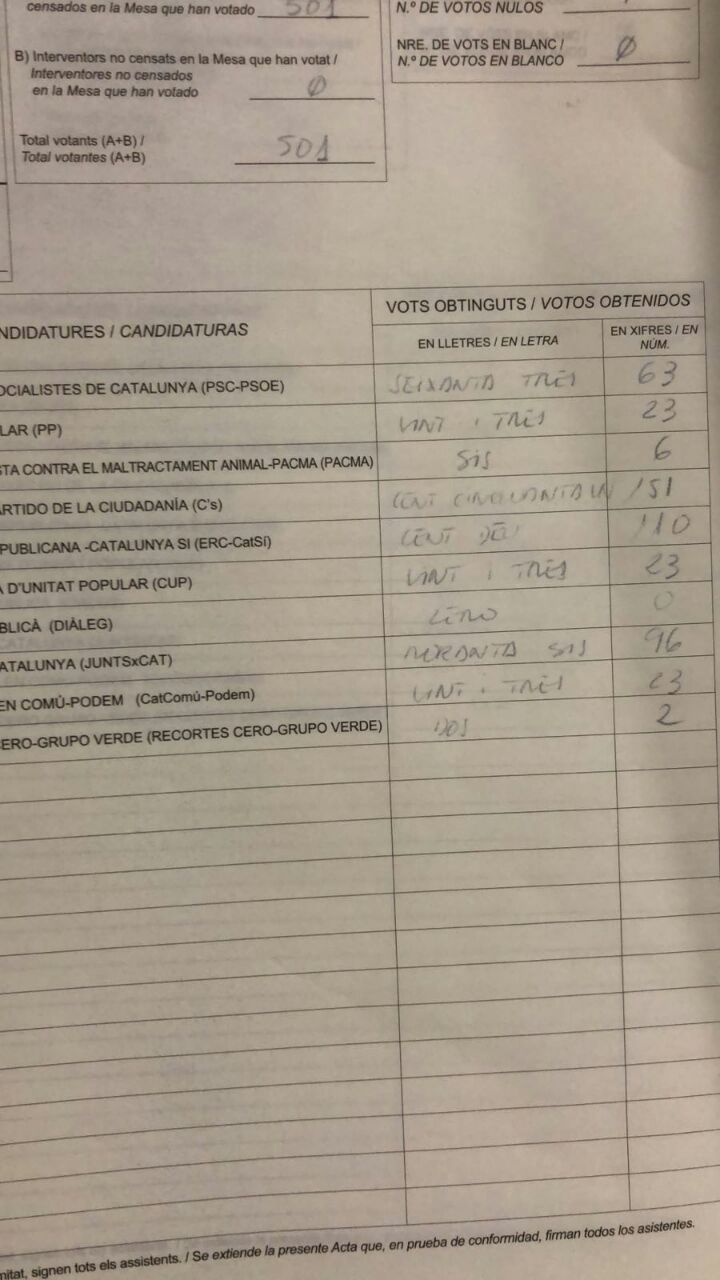 censados en la Mesa que han votado 501
N.º DE VOTOS NULOS
B) Interventors no censats en la Mesa que han votat /
Interventores no censados
en la Mesa que han votado Ø
NRE. DE VOTS EN BLANC /
N.º DE VOTOS EN BLANCO Ø
Total votants (A+B) /
Total votantes (A+B) 501
NDIDATURES / CANDIDATURAS
VOTS OBTINGUTS / VOTOS OBTENIDOS
EN LLETRES / EN LETRA
EN XIFRES / EN
NÚM.
OCIALISTES DE CATALUNYA (PSC-PSOE) SEIXANTA TRES 63
LAR (PP) VINT I TRES 23
STA CONTRA EL MALTRACTAMENT ANIMAL-PACMA (PACMA) SIS 6
ARTIDO DE LA CIUDADANÍA (C's) CENT CINQUANTA UN 151
PUBLICANA -CATALUNYA SI (ERC-CatSí) CENT DEU 110
A D'UNITAT POPULAR (CUP) VINT I TRES 23
BLICÀ (DIÀLEG) ZERO 0
ATALUNYA (JUNTSxCAT) NORANTA SIS 96
EN COMÚ-PODEM (CatComú-Podem) VINT I TRES 23
CERO-GRUPO VERDE (RECORTES CERO-GRUPO VERDE) DOS 2
mitat, signen tots els assistents. / Se extiende la presente Acta que, en prueba de conformidad, firman todos los asistentes.